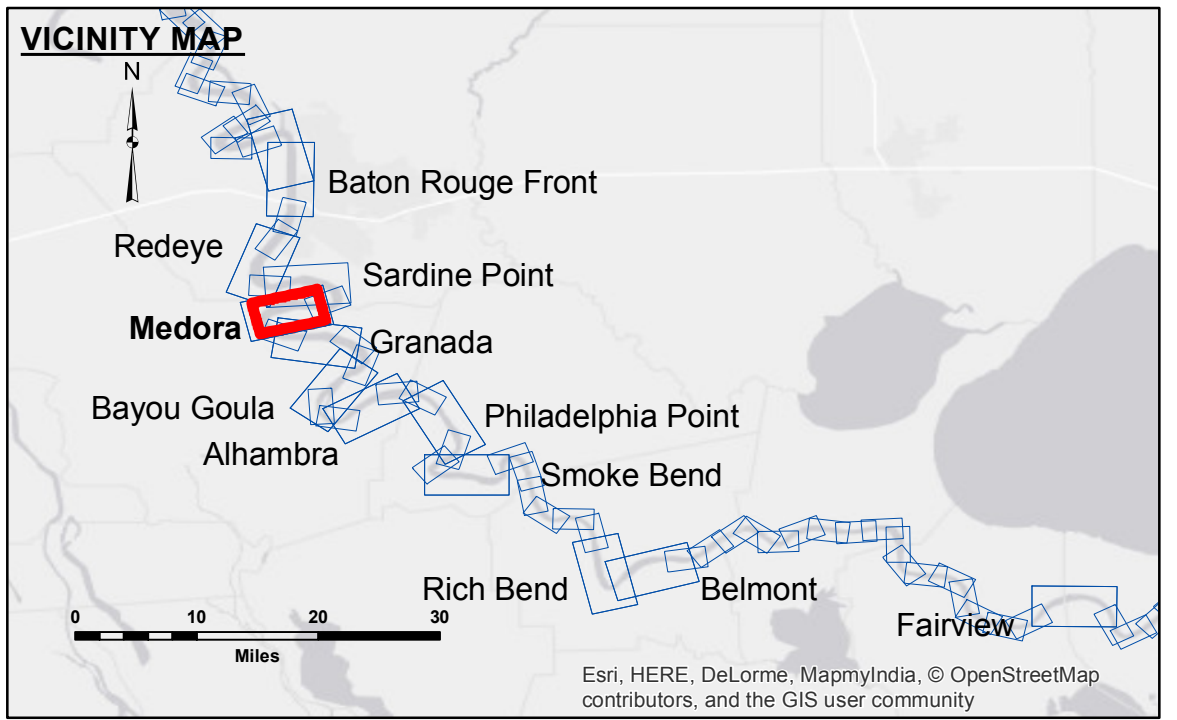 VICINITY MAP
N
Baton Rouge Front
Redeye
Sardine Point
Medora
Granada
Bayou Goula
Philadelphia Point
Alhambra
Smoke Bend
Rich Bend
Belmont
Fairview
0 10 20 30
Miles
Esri, HERE, DeLorme, MapmyIndia, © OpenStreetMap
contributors, and the GIS user community